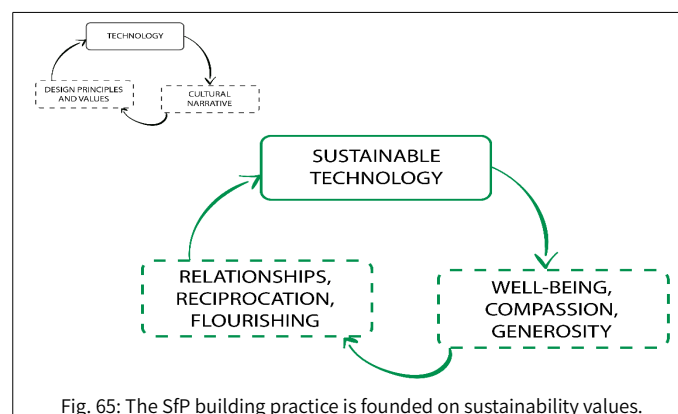 TECHNOLOGY
DESIGN PRINCIPLES
AND VALUES
CULTURAL
NARRATIVE
SUSTAINABLE
TECHNOLOGY
RELATIONSHIPS,
RECIPROCATION,
FLOURISHING
WELL-BEING,
COMPASSION,
GENEROSITY
Fig. 65: The SfP building practice is founded on sustainability values.